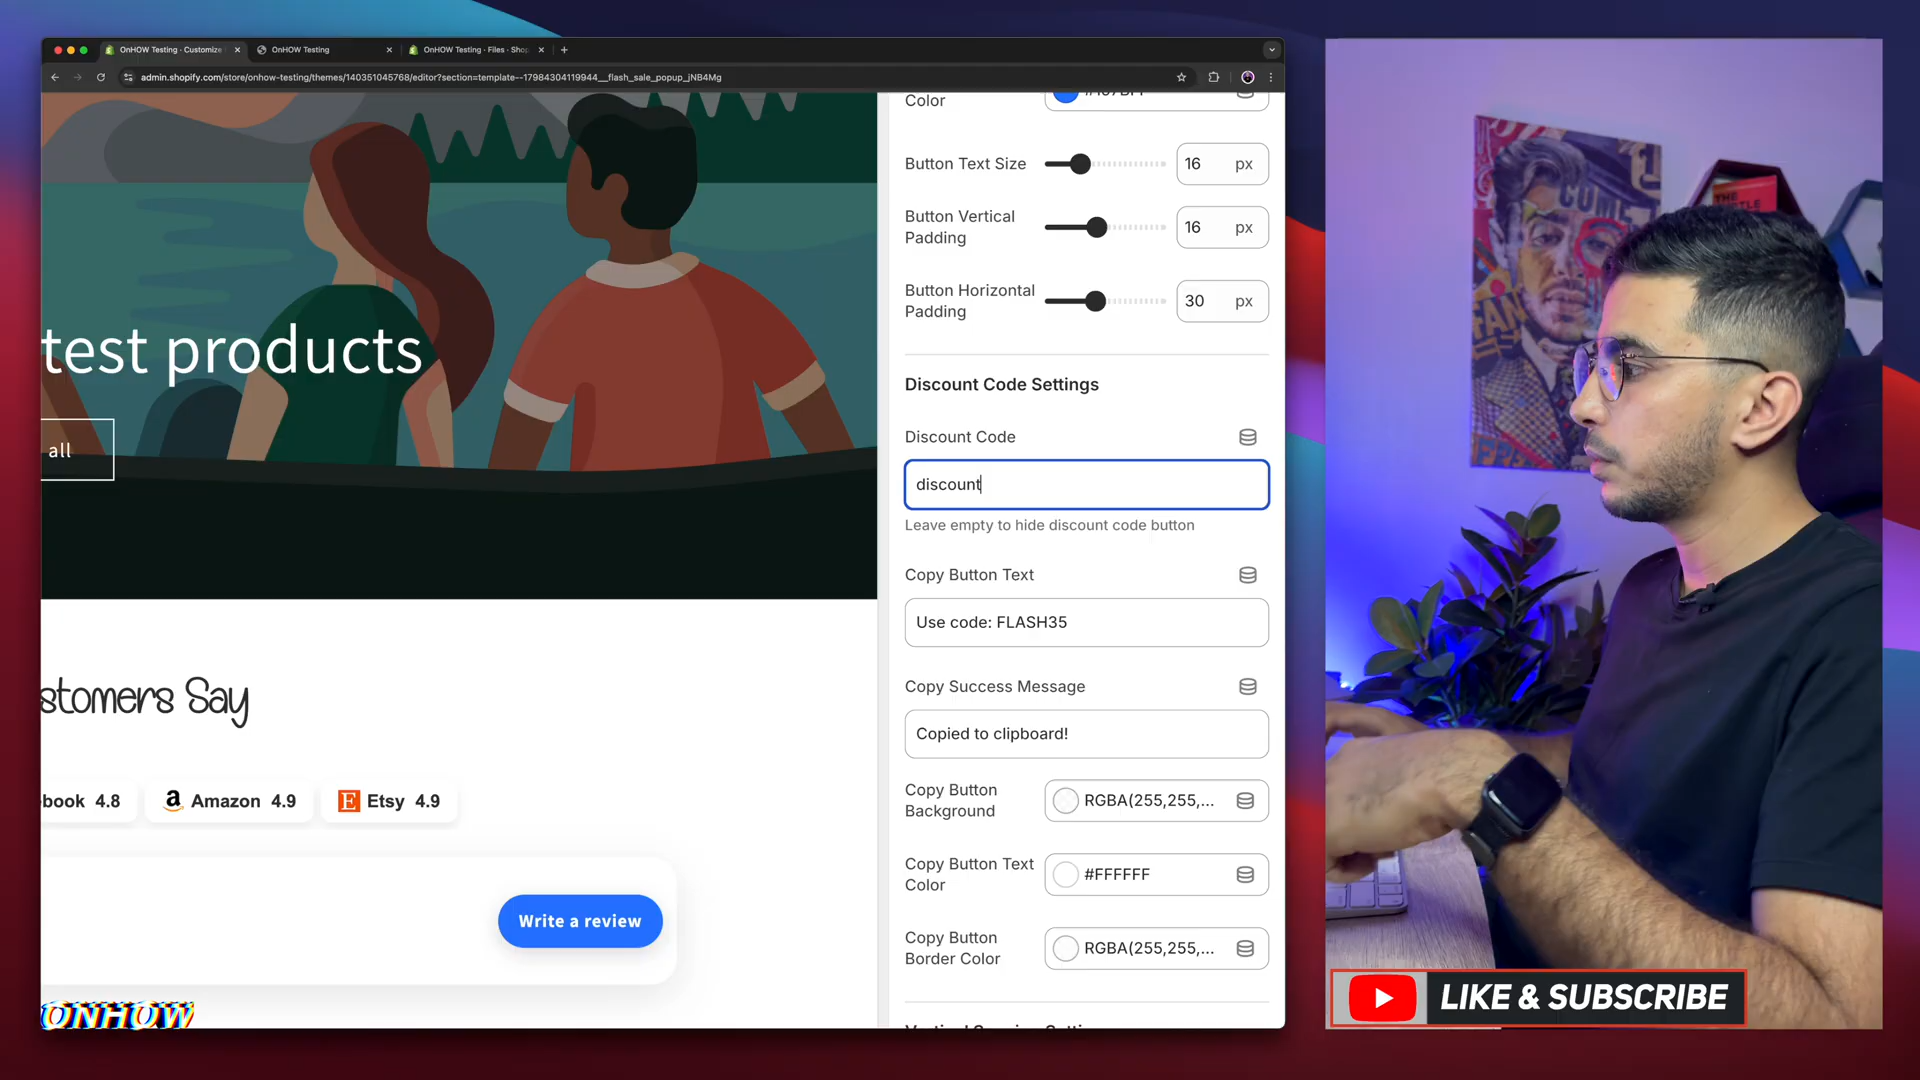 OnHOW Testing · Customize
OnHOW Testing
OnHOW Testing · Files · Shop
admin.shopify.com/store/onhow-testing/themes/140351045768/editor?section=template--17984304119944__flash_sale_popup_jNB4Mg
Color
Button Text Size
16 px
Button Vertical
Padding
16 px
Button Horizontal
Padding
30 px
Discount Code Settings
Discount Code
discount
Leave empty to hide discount code button
Copy Button Text
Use code: FLASH35
Copy Success Message
Copied to clipboard!
Copy Button
Background
RGBA(255,255,...
Copy Button Text
Color
#FFFFFF
Copy Button
Border Color
RGBA(255,255,...
test products
all
stomers Say
book 4.8
Amazon 4.9
Etsy 4.9
Write a review
ONHOW
COME
FAN
THE
LIKE & SUBSCRIBE